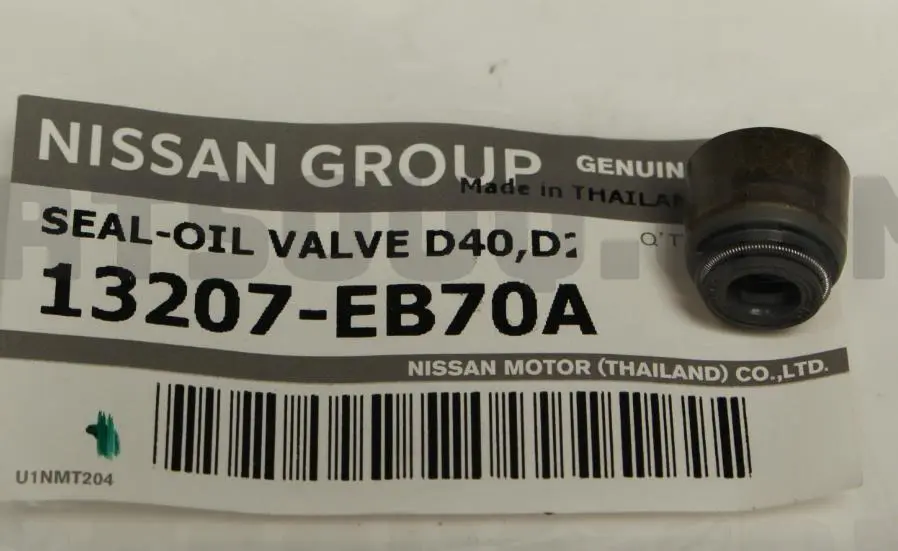 NISSAN GROUP GENUIN
Made in THAILAN
SEAL-OIL VALVE D40,D2 Q'T
13207-EB70A
NISSAN MOTOR (THAILAND) CO.,LTD.
U1NMT204